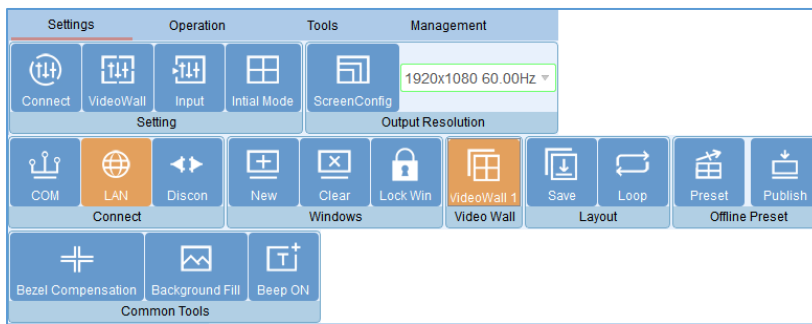 Settings Operation Tools Management
Connect VideoWall Input Intial Mode ScreenConfig 1920x1080 60.00Hz
Setting Output Resolution
COM LAN Discon New Clear Lock Win VideoWall 1 Save Loop Preset Publish
Connect Windows Video Wall Layout Offline Preset
Bezel Compensation Background Fill T Beep ON
Common Tools